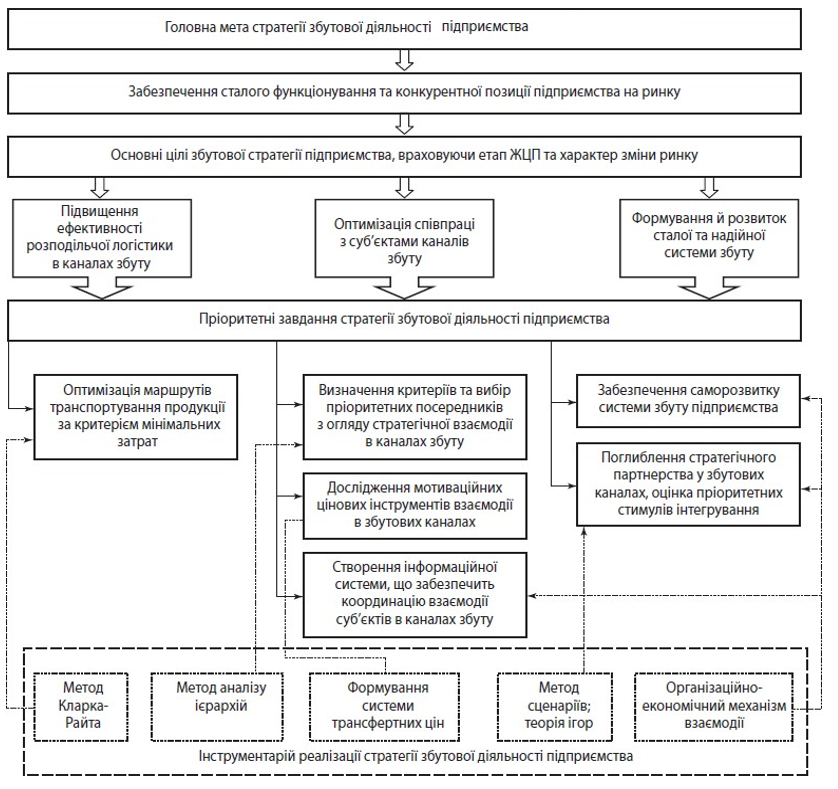 Головна мета стратегії збутової діяльності підприємства
Забезпечення сталого функціонування та конкурентної позиції підприємства на ринку
Основні цілі збутової стратегії підприємства, враховуючи етап ЖЦП та характер зміни ринку
Підвищення
ефективності
розподільчої логістики
в каналах збуту
Оптимізація співпраці
з суб’єктами каналів
збуту
Формування й розвиток
сталої та надійної
системи збуту
Пріоритетні завдання стратегії збутової діяльності підприємства
Оптимізація маршрутів
транспортування продукції
за критерієм мінімальних
затрат
Визначення критеріїв та вибір
пріоритетних посередників
з огляду стратегічної взаємодії
в каналах збуту
Забезпечення саморозвитку
системи збуту підприємства
Поглиблення стратегічного
партнерства у збутових
каналах, оцінка пріоритетних
стимулів інтегрування
Дослідження мотиваційних
цінових інструментів взаємодії
в збутових каналах
Створення інформаційної
системи, що забезпечить
координацію взаємодії
суб’єктів в каналах збуту
Метод
Кларка-
Райта
Метод аналізу
ієрархій
Формування
системи
трансфертних цін
Метод
сценаріїв;
теорія ігор
Організаційно-
економічний механізм
взаємодії
Інструментарій реалізації стратегії збутової діяльності підприємства